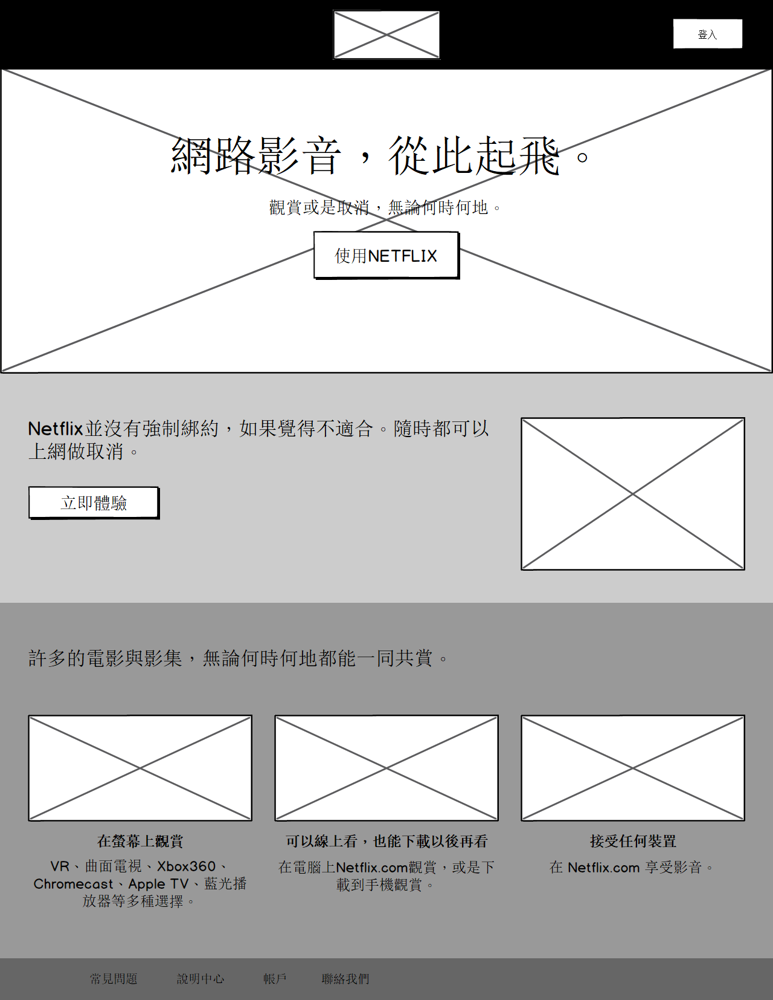 登入
網路影音，從此起飛。
觀賞或是取消，無論何時何地。
使用NETFLIX
Netflix並沒有強制綁約，如果覺得不適合。隨時都可以
上網做取消。
立即體驗
許多的電影與影集，無論何時何地都能一同共賞。
在螢幕上觀賞
VR、曲面電視、Xbox360、
Chromecast、Apple TV、藍光播
放器等多種選擇。
可以線上看，也能下載以後再看
在電腦上Netflix.com觀賞，或是下
載到手機觀賞。
接受任何裝置
在 Netflix.com 享受影音。
常見問題 說明中心 帳戶 聯絡我們